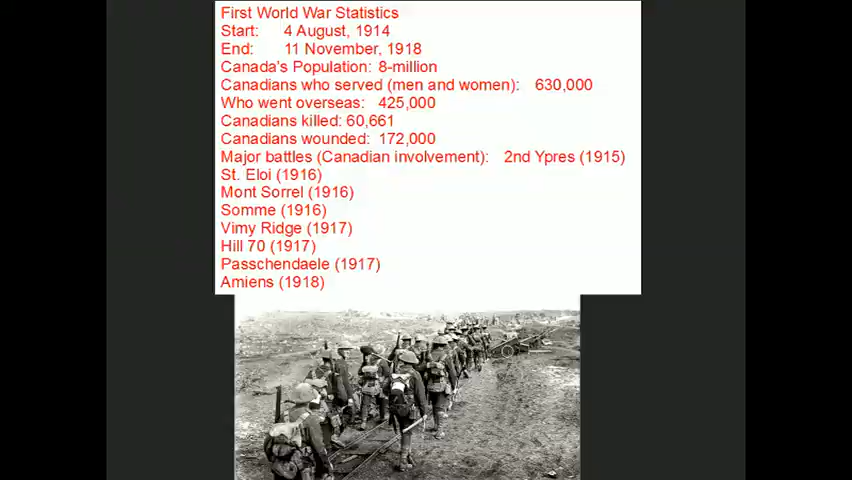 First World War Statistics
Start: 4 August, 1914
End: 11 November, 1918
Canada's Population: 8-million
Canadians who served (men and women): 630,000
Who went overseas: 425,000
Canadians killed: 60,661
Canadians wounded: 172,000
Major battles (Canadian involvement): 2nd Ypres (1915)
St. Eloi (1916)
Mont Sorrel (1916)
Somme (1916)
Vimy Ridge (1917)
Hill 70 (1917)
Passchendaele (1917)
Amiens (1918)